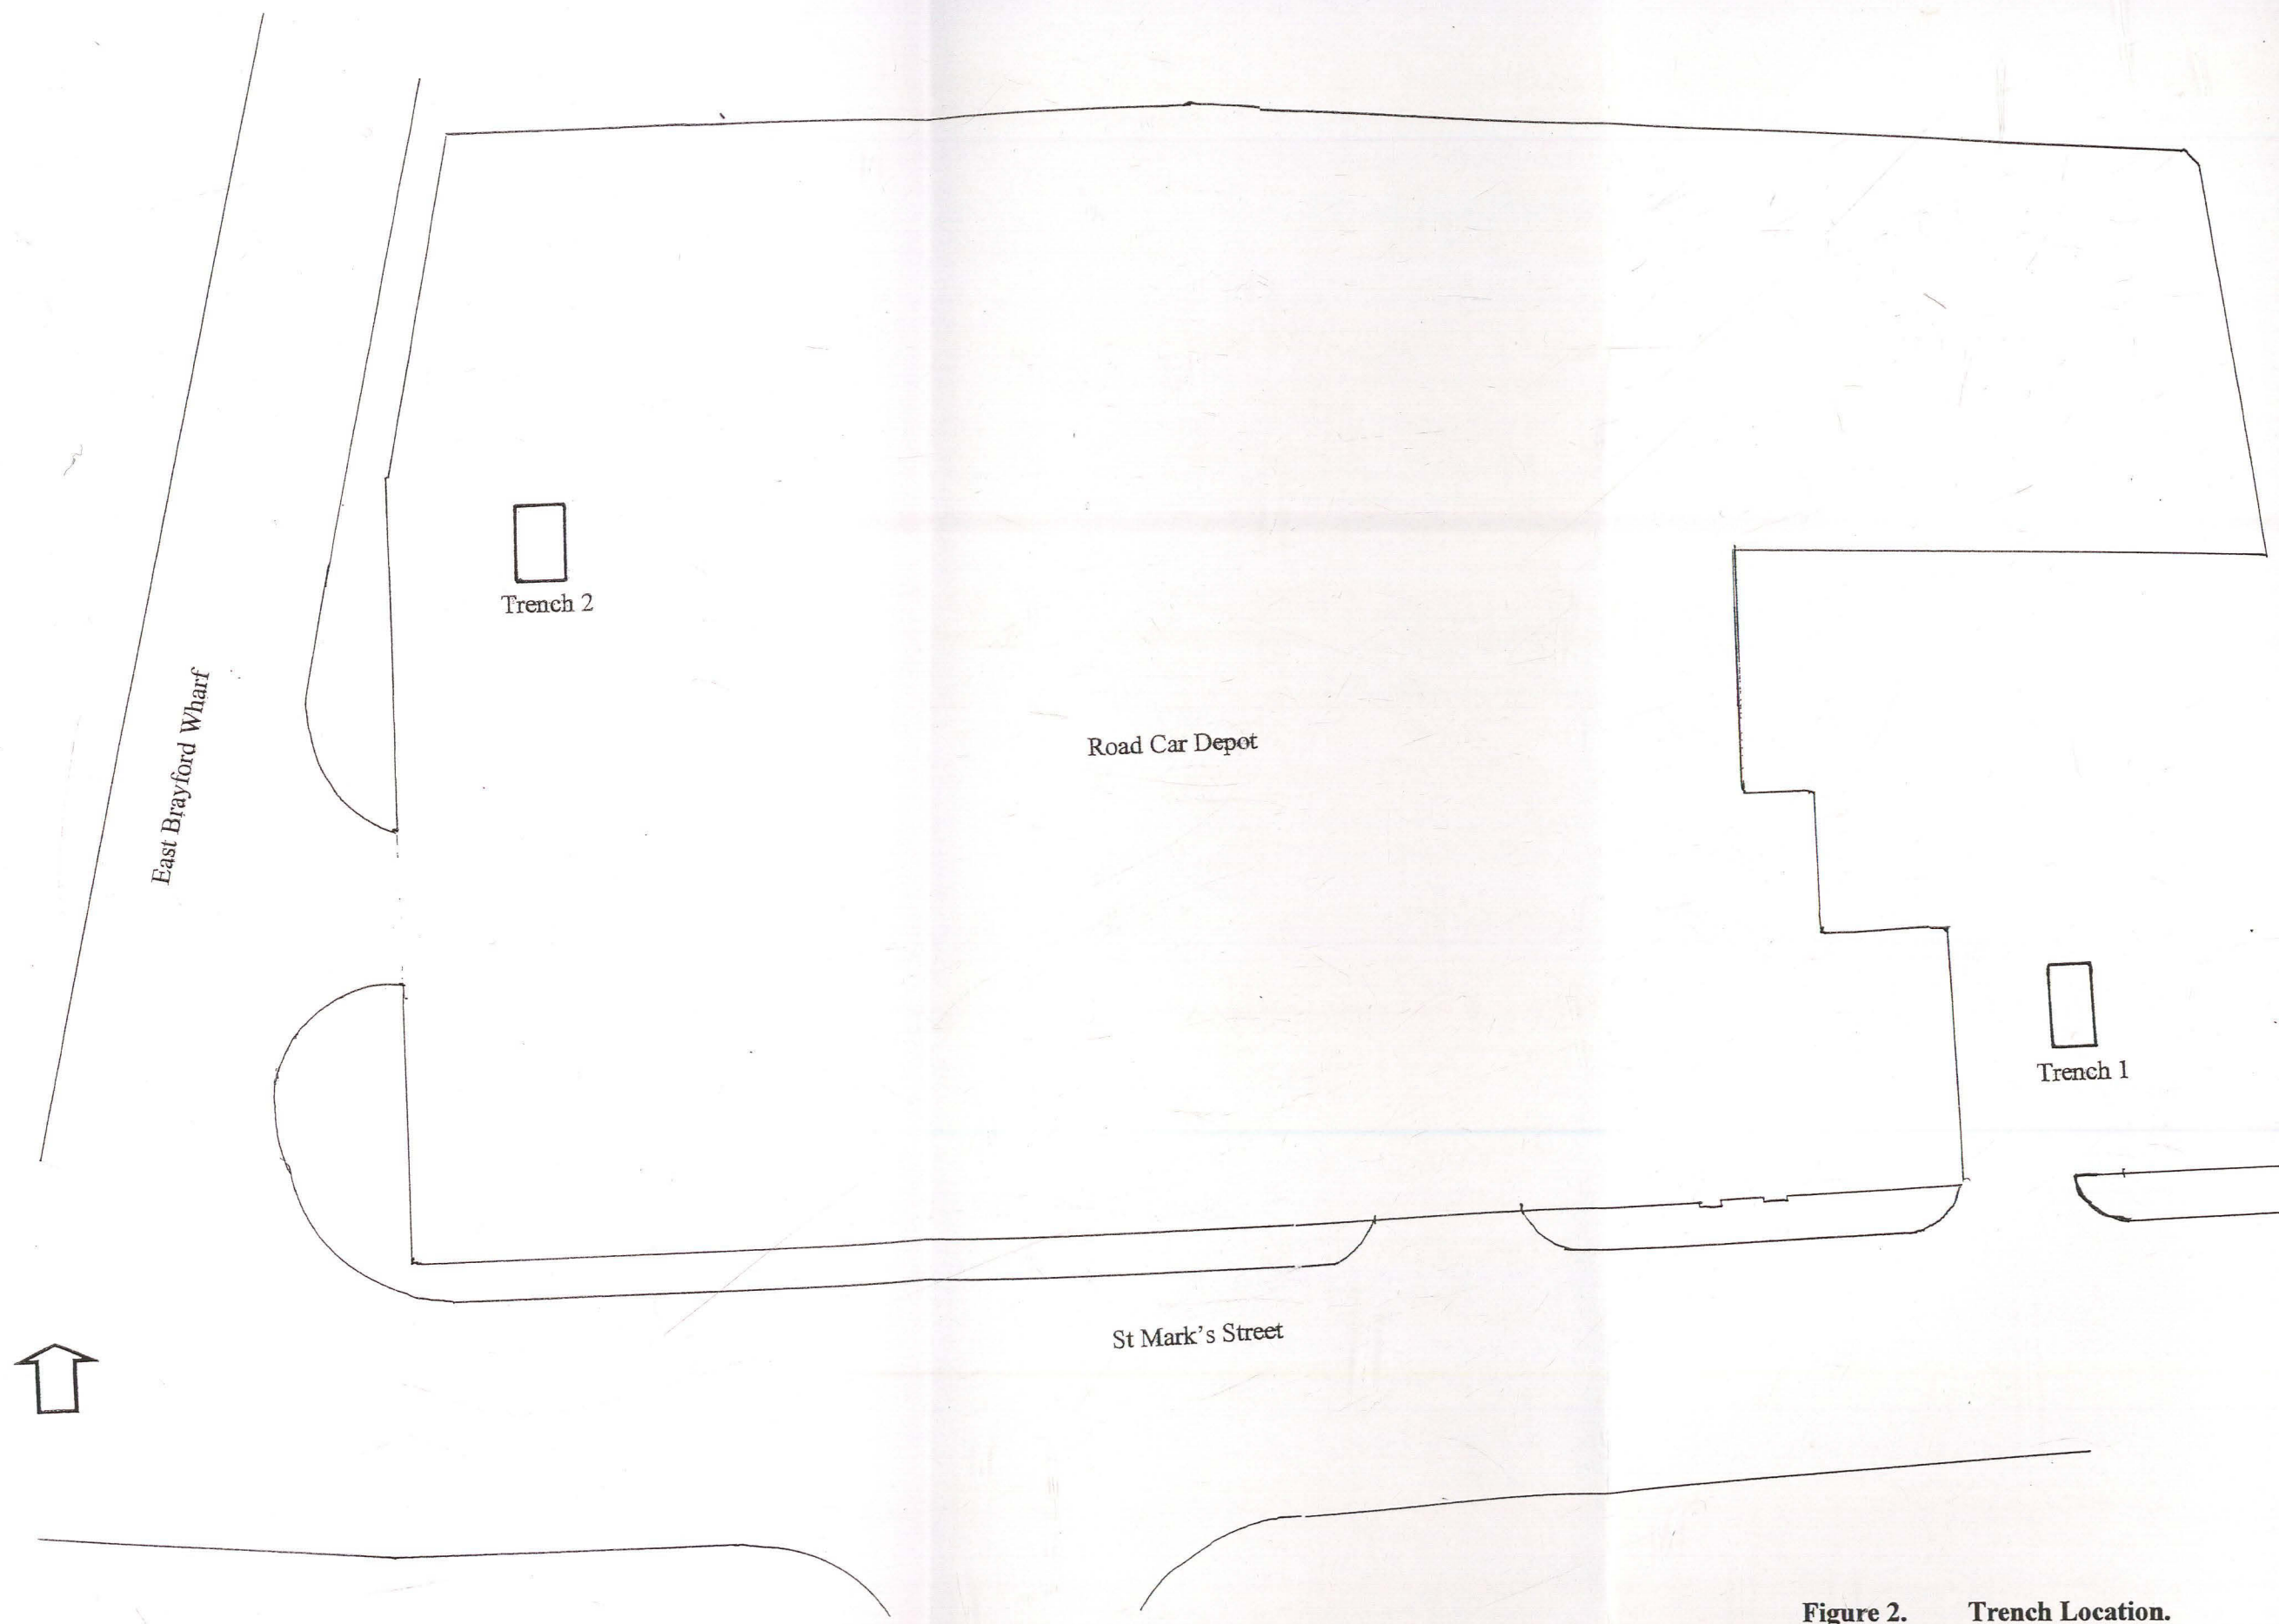 Trench 2
East Brayford Wharf
Road Car Depot
Trench 1
St Mark's Street
Figure 2. Trench Location.